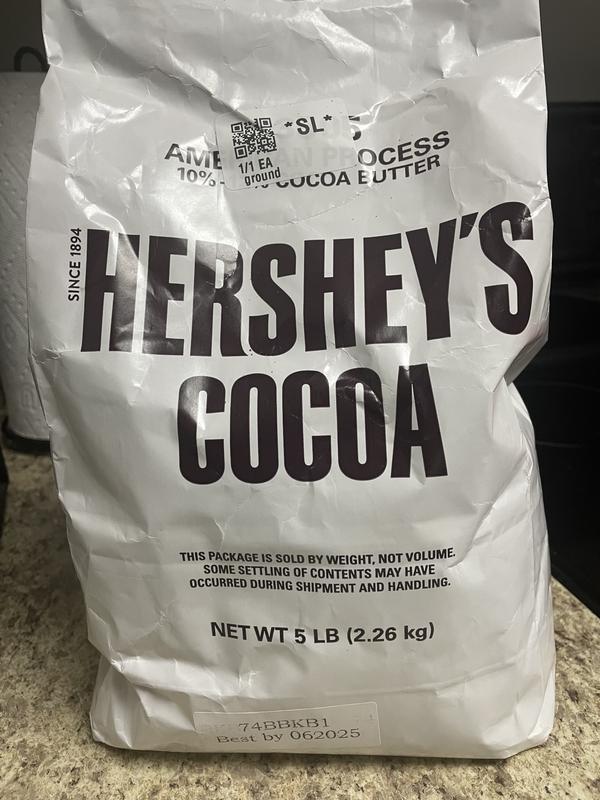 *SL* 5
1/1 EA
ground
AME AN PROCESS
10% % COCOA BUTTER
SINCE 1894
HERSHEY'S
COCOA
THIS PACKAGE IS SOLD BY WEIGHT, NOT VOLUME.
SOME SETTLING OF CONTENTS MAY HAVE
OCCURRED DURING SHIPMENT AND HANDLING.
NET WT 5 LB (2.26 kg)
74BBKB1
Best by 062025